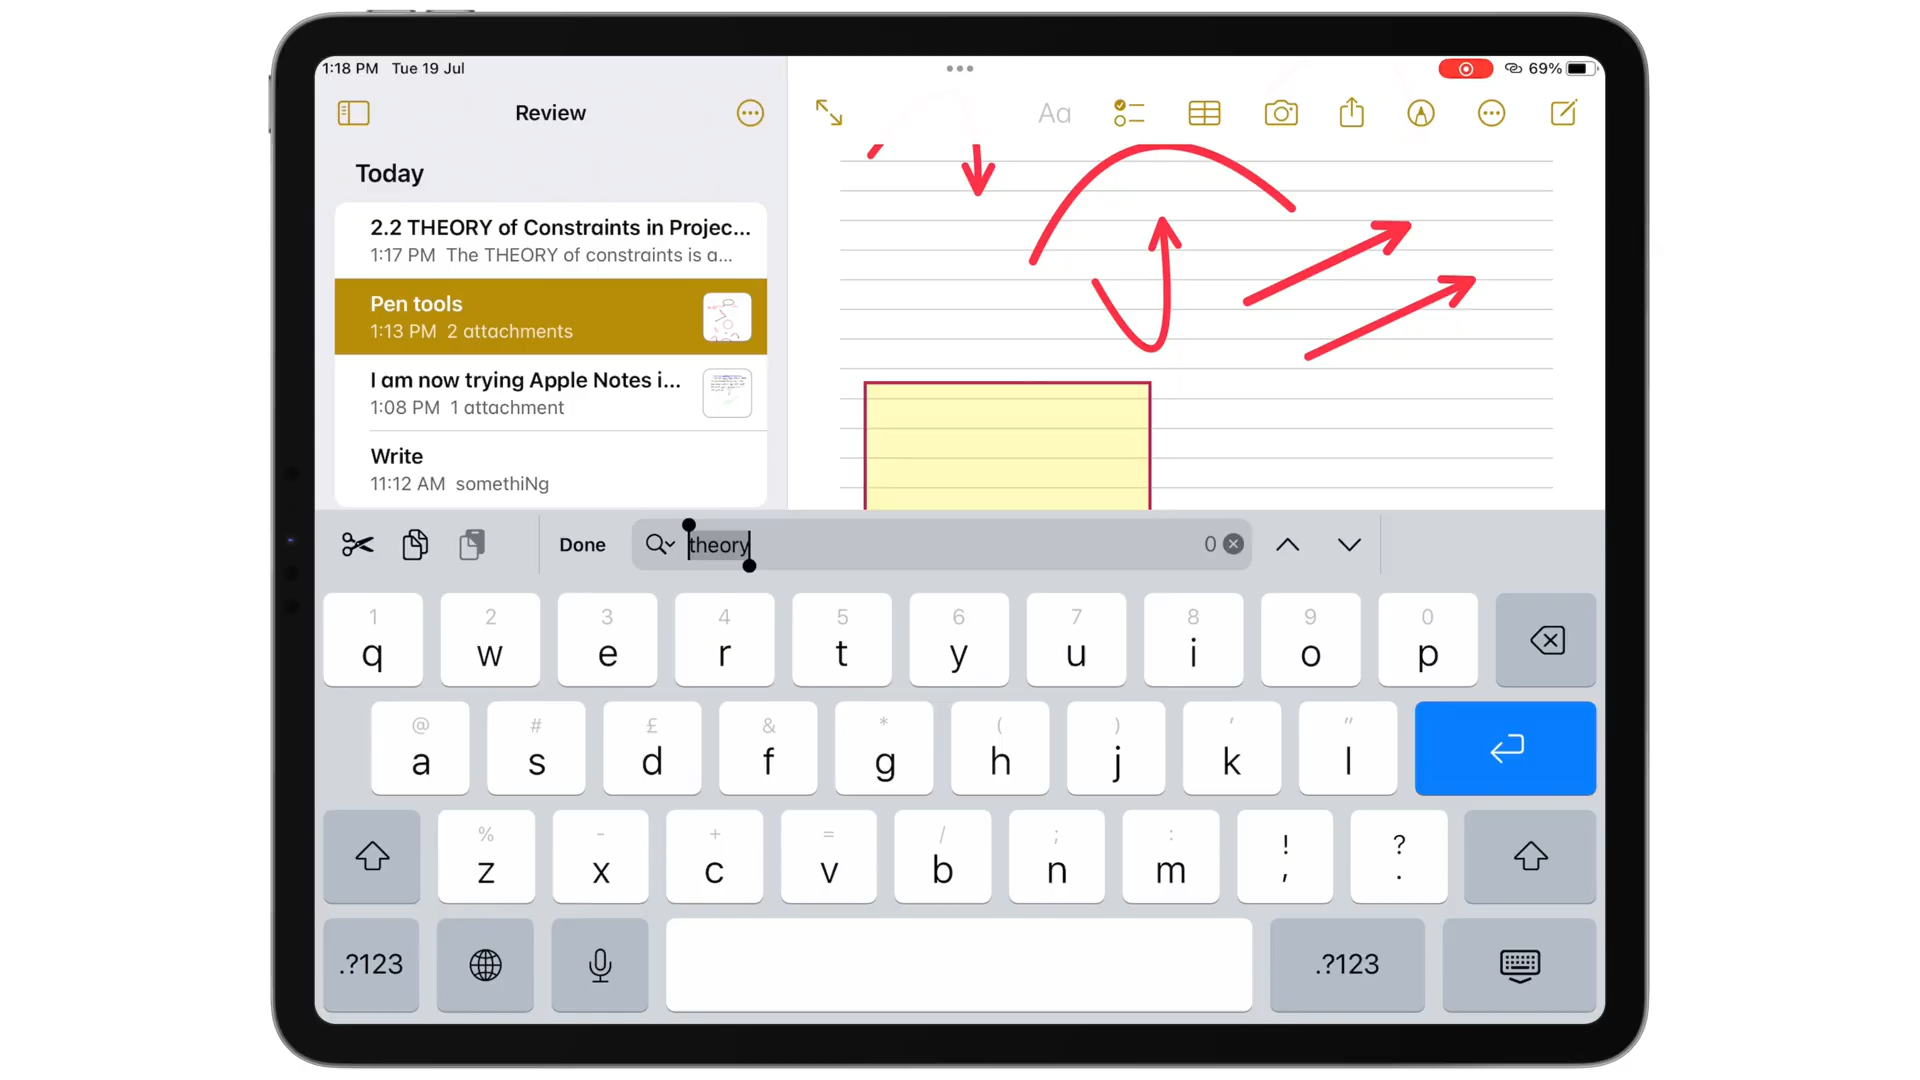 1:18 PM Tue 19 Jul
69%
Review
Aa
Today
2.2 THEORY of Constraints in Projec...
1:17 PM The THEORY of constraints is a...
Pen tools
1:13 PM 2 attachments
I am now trying Apple Notes i...
1:08 PM 1 attachment
Write
11:12 AM somethiNg
Done theory 0
1 2 3 4 5 6 7 8 9 0
q w e r t y u i o p
@ # £ & * ( ) ' "
a s d f g h j k l
% - + = / ; : ! ?
z x c v b n m , .
.?123 .?123